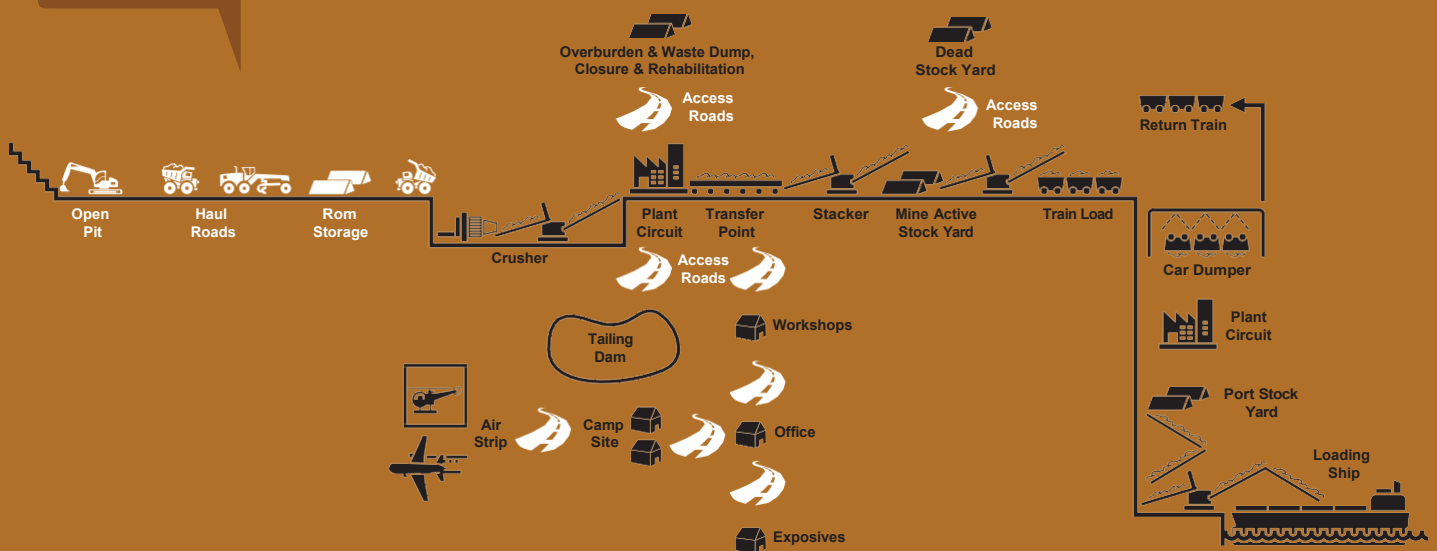 Overburden & Waste Dump,
Closure & Rehabilitation
Dead
Stock Yard
Access
Roads
Access
Roads
Return Train
Open
Pit
Haul
Roads
Rom
Storage
Crusher
Plant
Circuit
Transfer
Point
Stacker
Mine Active
Stock Yard
Train Load
Access
Roads
Car Dumper
Workshops
Plant
Circuit
Tailing
Dam
Port Stock
Yard
Air
Strip
Camp
Site
Office
Loading
Ship
Exposives